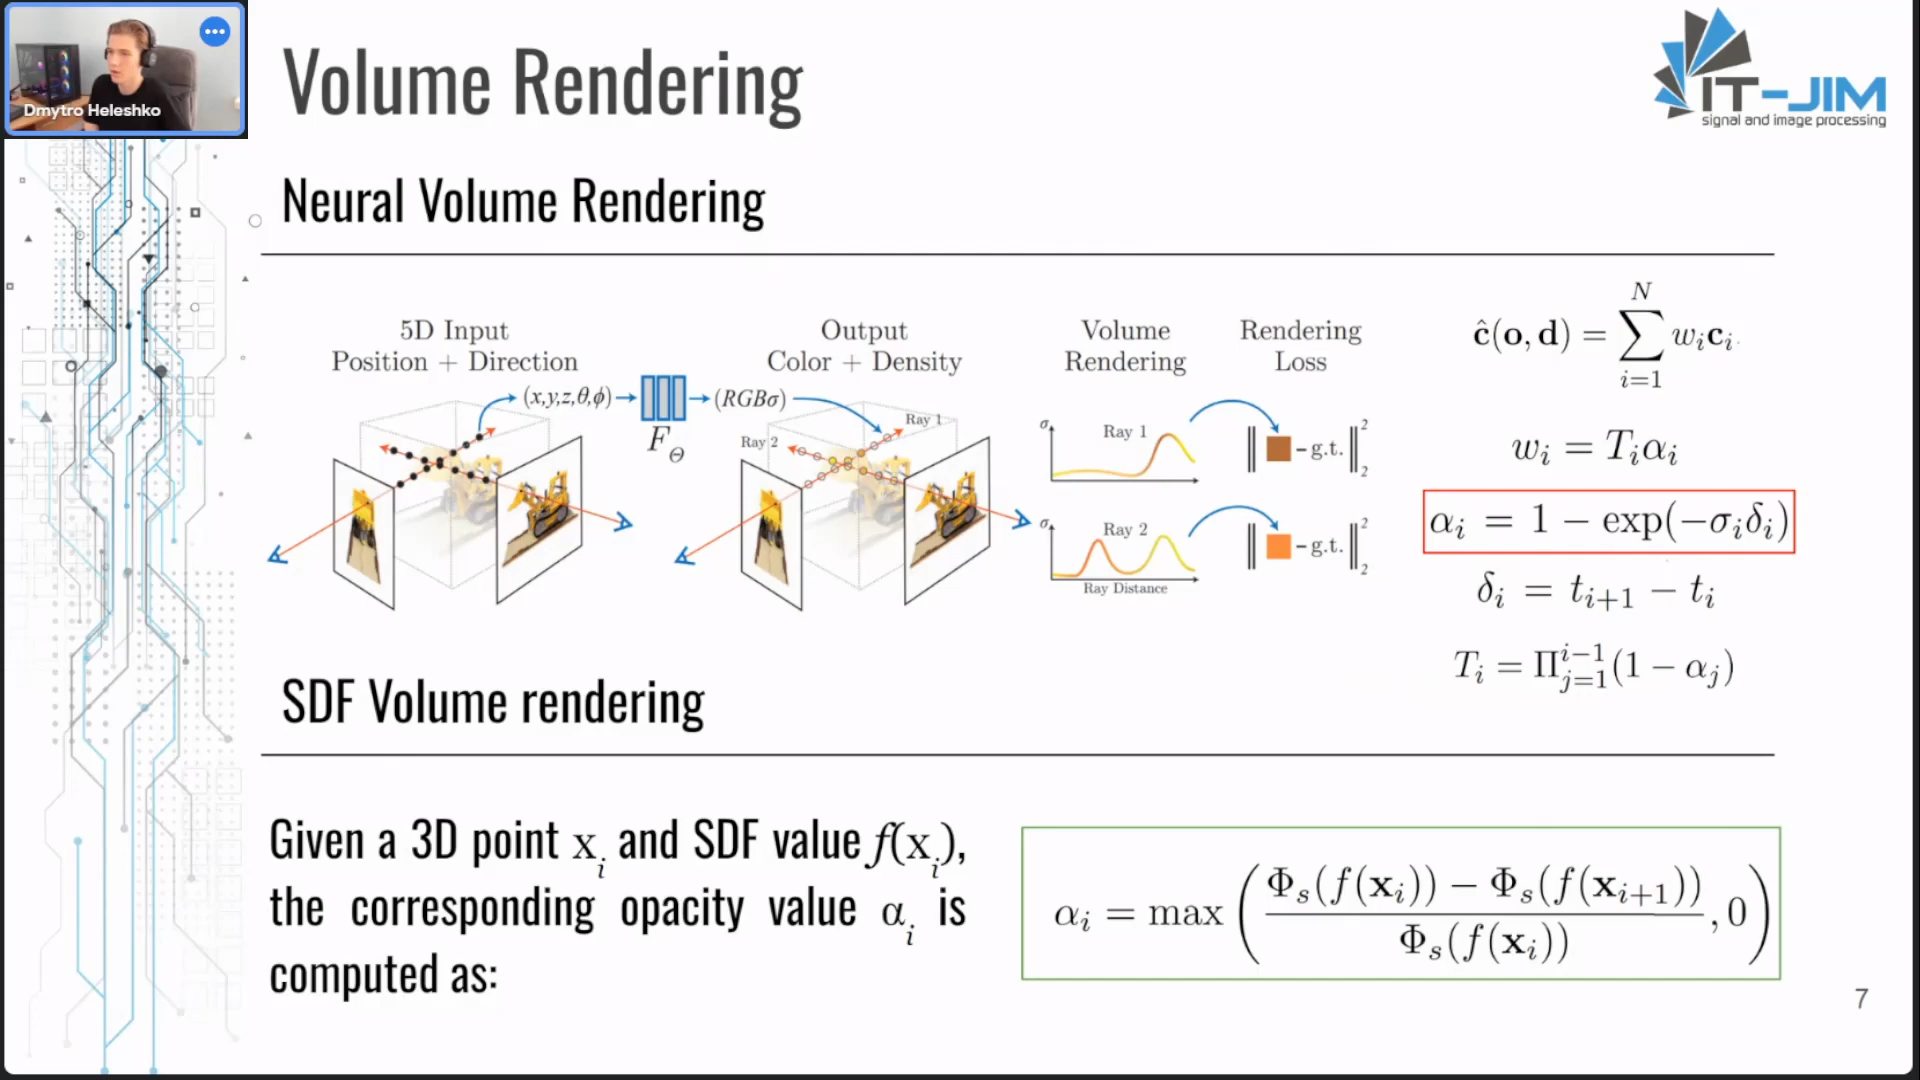 Dmytro Heleshko
Volume Rendering
IT-JIM
signal and image processing
Neural Volume Rendering
5D Input
Position + Direction
(x,y,z,θ,ϕ)
F_Θ
Output
Color + Density
(RGBσ)
Ray 1
Ray 2
Volume
Rendering
σ
Ray 1
σ
Ray 2
Ray Distance
Rendering
Loss
‖ - g.t. ‖₂²
‖ - g.t. ‖₂²
ĉ(o, d) = ∑_{i=1}^{N} w_i c_i.
w_i = T_i α_i
α_i = 1 − exp(−σ_i δ_i)
δ_i = t_{i+1} − t_i
T_i = Π_{j=1}^{i−1}(1 − α_j)
SDF Volume rendering
Given a 3D point x_i and SDF value f(x_i),
the corresponding opacity value α_i is
computed as:
α_i = max ( (Φ_s(f(x_i)) − Φ_s(f(x_{i+1}))) / Φ_s(f(x_i)) , 0 )
7